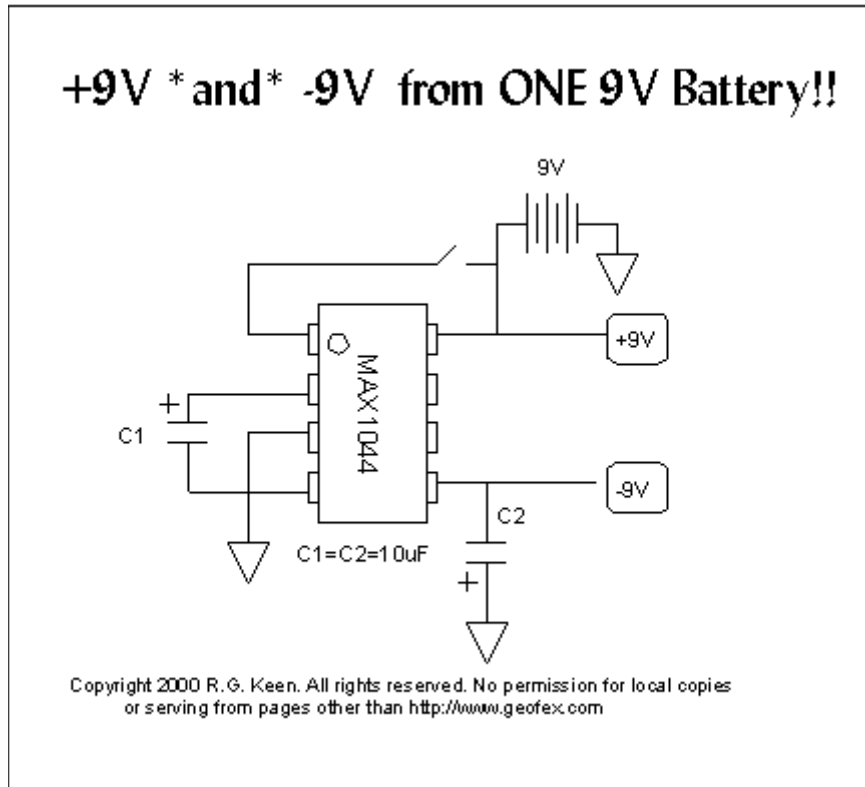 +9V *and* -9V from ONE 9V Battery!!
9V
+9V
MAX1044
+
C1
-9V
C2
C1=C2=10uF
+
Copyright 2000 R.G. Keen. All rights reserved. No permission for local copies
or serving from pages other than http://www.geofex.com